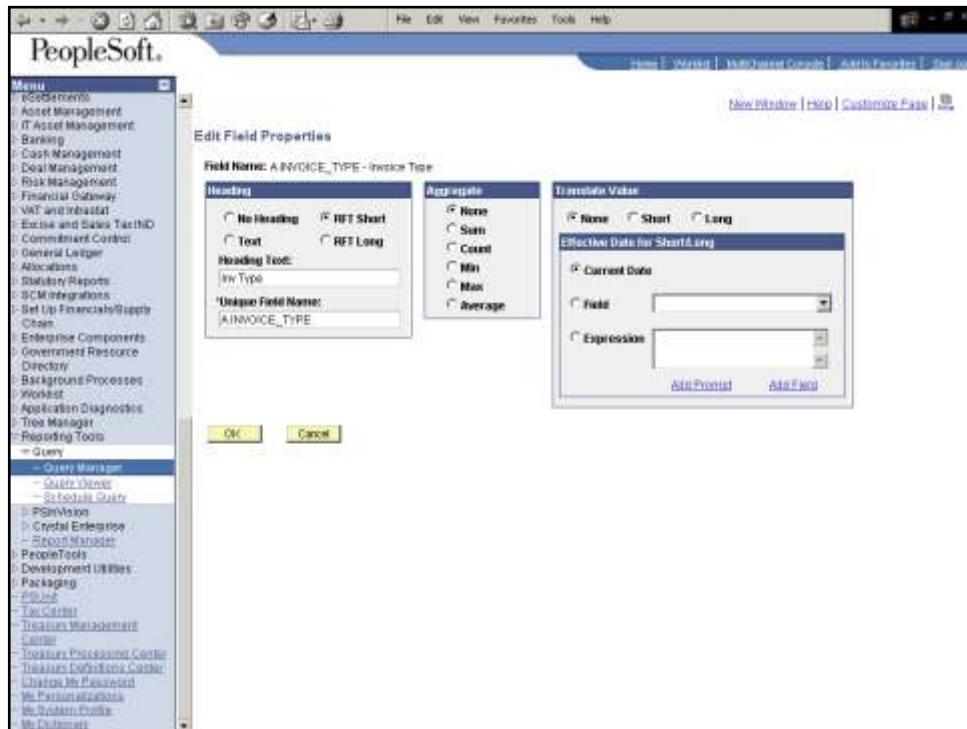 File Edit View Favorites Tools Help
PeopleSoft.
Home | Worklist | MultiChannel Console | Add to Favorites | Sign out
Menu
eSettlements
Asset Management
IT Asset Management
Banking
Cash Management
Deal Management
Risk Management
Financial Gateway
VAT and Intrastat
Excise and Sales Tax/IND
Commitment Control
General Ledger
Allocations
Statutory Reports
SCM Integrations
Set Up Financials/Supply
Chain
Enterprise Components
Government Resource
Directory
Background Processes
Worklist
Application Diagnostics
Tree Manager
Reporting Tools
Query
Query Manager
Query Viewer
Schedule Query
PS/nVision
Crystal Enterprise
Report Manager
PeopleTools
Development Utilities
Packaging
PSUnit
Tax Center
Treasury Management
Center
Treasury Processing Center
Treasury Definitions Center
Change My Password
My Personalizations
My System Profile
My Dictionary
New Window | Help | Customize Page |
Edit Field Properties
Field Name: A.INVOICE_TYPE - Invoice Type
Heading
No Heading RFT Short
Text RFT Long
Heading Text:
Inv Type
*Unique Field Name:
A.INVOICE_TYPE
Aggregate
None
Sum
Count
Min
Max
Average
Translate Value
None Short Long
Effective Date for Short/Long
Current Date
Field
Expression
Add Prompt Add Field
OK Cancel